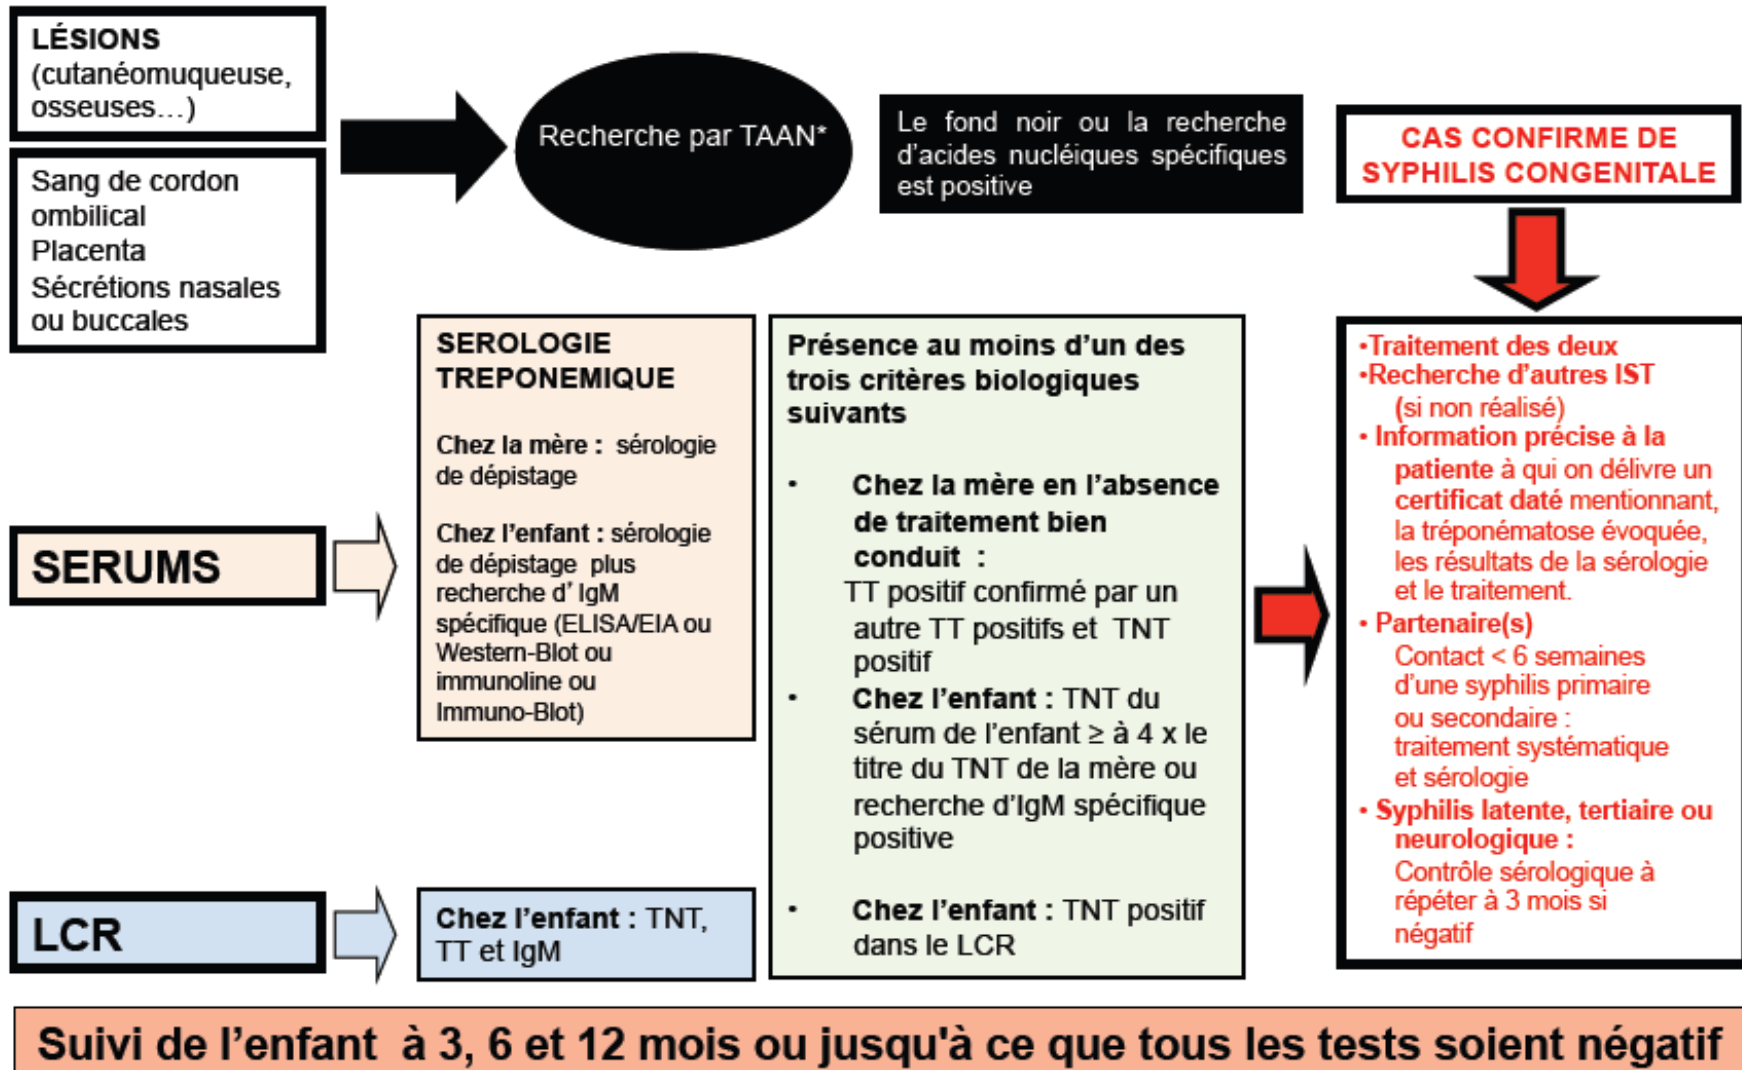 LÉSIONS
(cutanéomuqueuse,
osseuses…)
Sang de cordon
ombilical
Placenta
Sécrétions nasales
ou buccales
Recherche par TAAN*
Le fond noir ou la recherche
d'acides nucléiques spécifiques
est positive
CAS CONFIRME DE
SYPHILIS CONGENITALE
SERUMS
SEROLOGIE
TREPONEMIQUE
Chez la mère : sérologie
de dépistage
Chez l'enfant : sérologie
de dépistage plus
recherche d' IgM
spécifique (ELISA/EIA ou
Western-Blot ou
immunoline ou
Immuno-Blot)
LCR
Chez l'enfant : TNT,
TT et IgM
Présence au moins d'un des
trois critères biologiques
suivants
• Chez la mère en l'absence
de traitement bien
conduit :
TT positif confirmé par un
autre TT positifs et TNT
positif
• Chez l'enfant : TNT du
sérum de l'enfant ≥ à 4 x le
titre du TNT de la mère ou
recherche d'IgM spécifique
positive
• Chez l'enfant : TNT positif
dans le LCR
•Traitement des deux
•Recherche d'autres IST
(si non réalisé)
• Information précise à la
patiente à qui on délivre un
certificat daté mentionnant,
la tréponématose évoquée,
les résultats de la sérologie
et le traitement.
• Partenaire(s)
Contact < 6 semaines
d'une syphilis primaire
ou secondaire :
traitement systématique
et sérologie
• Syphilis latente, tertiaire ou
neurologique :
Contrôle sérologique à
répéter à 3 mois si
négatif
Suivi de l'enfant à 3, 6 et 12 mois ou jusqu'à ce que tous les tests soient négatif